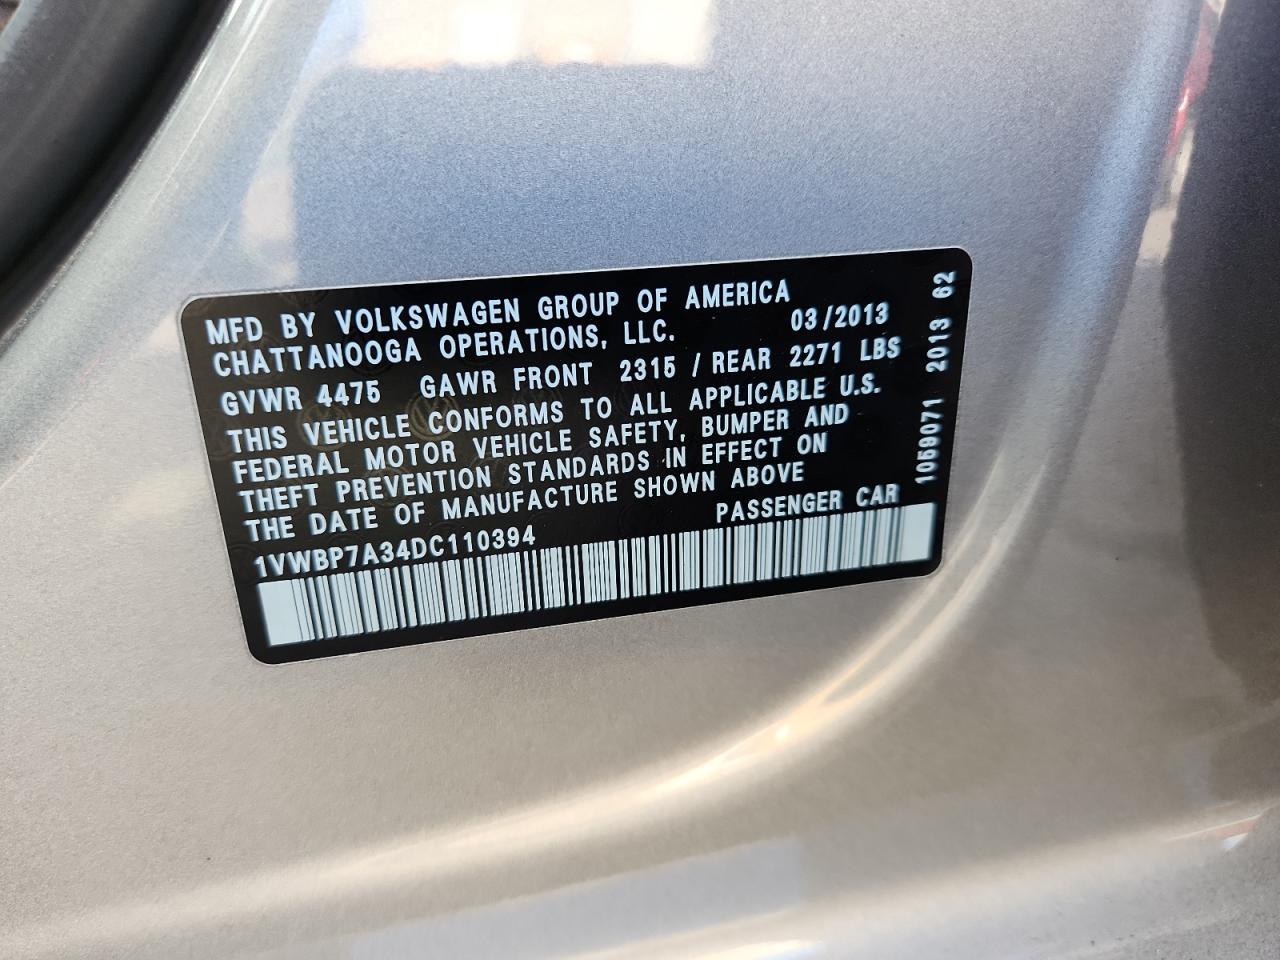 MFD BY VOLKSWAGEN GROUP OF AMERICA
CHATTANOOGA OPERATIONS, LLC. 03/2013
GVWR 4475 GAWR FRONT 2315 / REAR 2271 LBS
THIS VEHICLE CONFORMS TO ALL APPLICABLE U.S.
FEDERAL MOTOR VEHICLE SAFETY, BUMPER AND
THEFT PREVENTION STANDARDS IN EFFECT ON
THE DATE OF MANUFACTURE SHOWN ABOVE
PASSENGER CAR
1VWBP7A34DC110394
1059071 2013 62